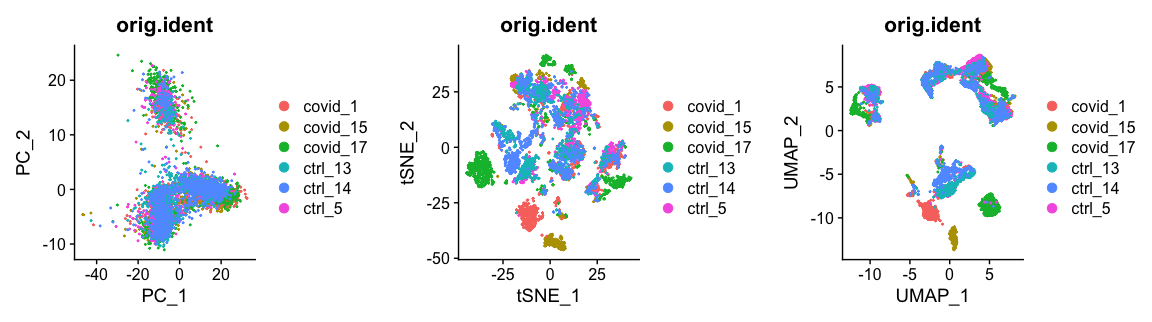 orig.ident
PC_2
20
10
0
-10
-40
-20
0
20
PC_1
covid_1
covid_15
covid_17
ctrl_13
ctrl_14
ctrl_5
orig.ident
tSNE_2
25
0
-25
-50
-25
0
25
tSNE_1
covid_1
covid_15
covid_17
ctrl_13
ctrl_14
ctrl_5
orig.ident
UMAP_2
5
0
-5
-10
-10
-5
0
5
UMAP_1
covid_1
covid_15
covid_17
ctrl_13
ctrl_14
ctrl_5